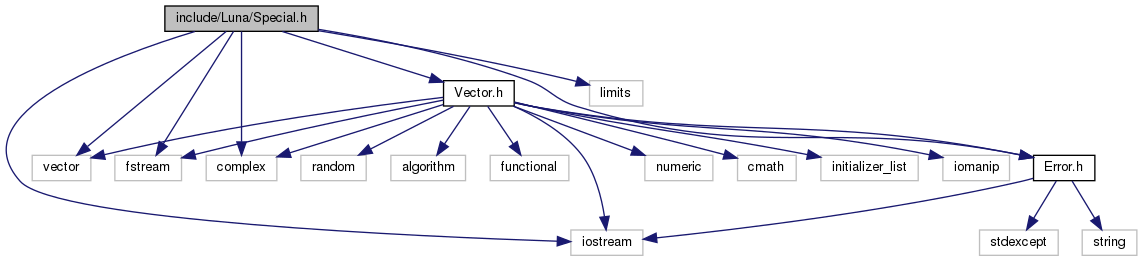 include/Luna/Special.h
Vector.h
limits
vector
fstream
complex
random
algorithm
functional
numeric
cmath
initializer_list
iomanip
Error.h
iostream
stdexcept
string